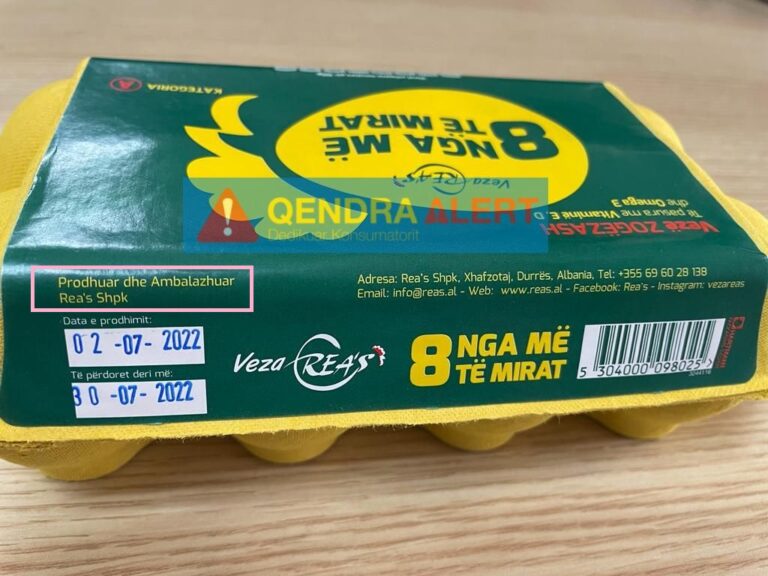 KATEGORIA A
8 NGA MË
TË MIRAT
Veza REA'S
Vezë ZOGËZASH
Të pasura me Vitaminë E, D
dhe Omega 3
QENDRA ALERT
Dedikuar Konsumatorit
Prodhuar dhe Ambalazhuar
Rea's Shpk
Adresa: Rea's Shpk, Xhafzotaj, Durrës, Albania, Tel: +355 69 60 28 138
Email: info@reas.al - Web: www.reas.al - Facebook: Rea's - Instagram: vezareas
Data e prodhimit:
02 -07- 2022
Të përdoret deri më:
30 -07- 2022
Veza REA'S
8 NGA MË
TË MIRAT
5 304000 098025